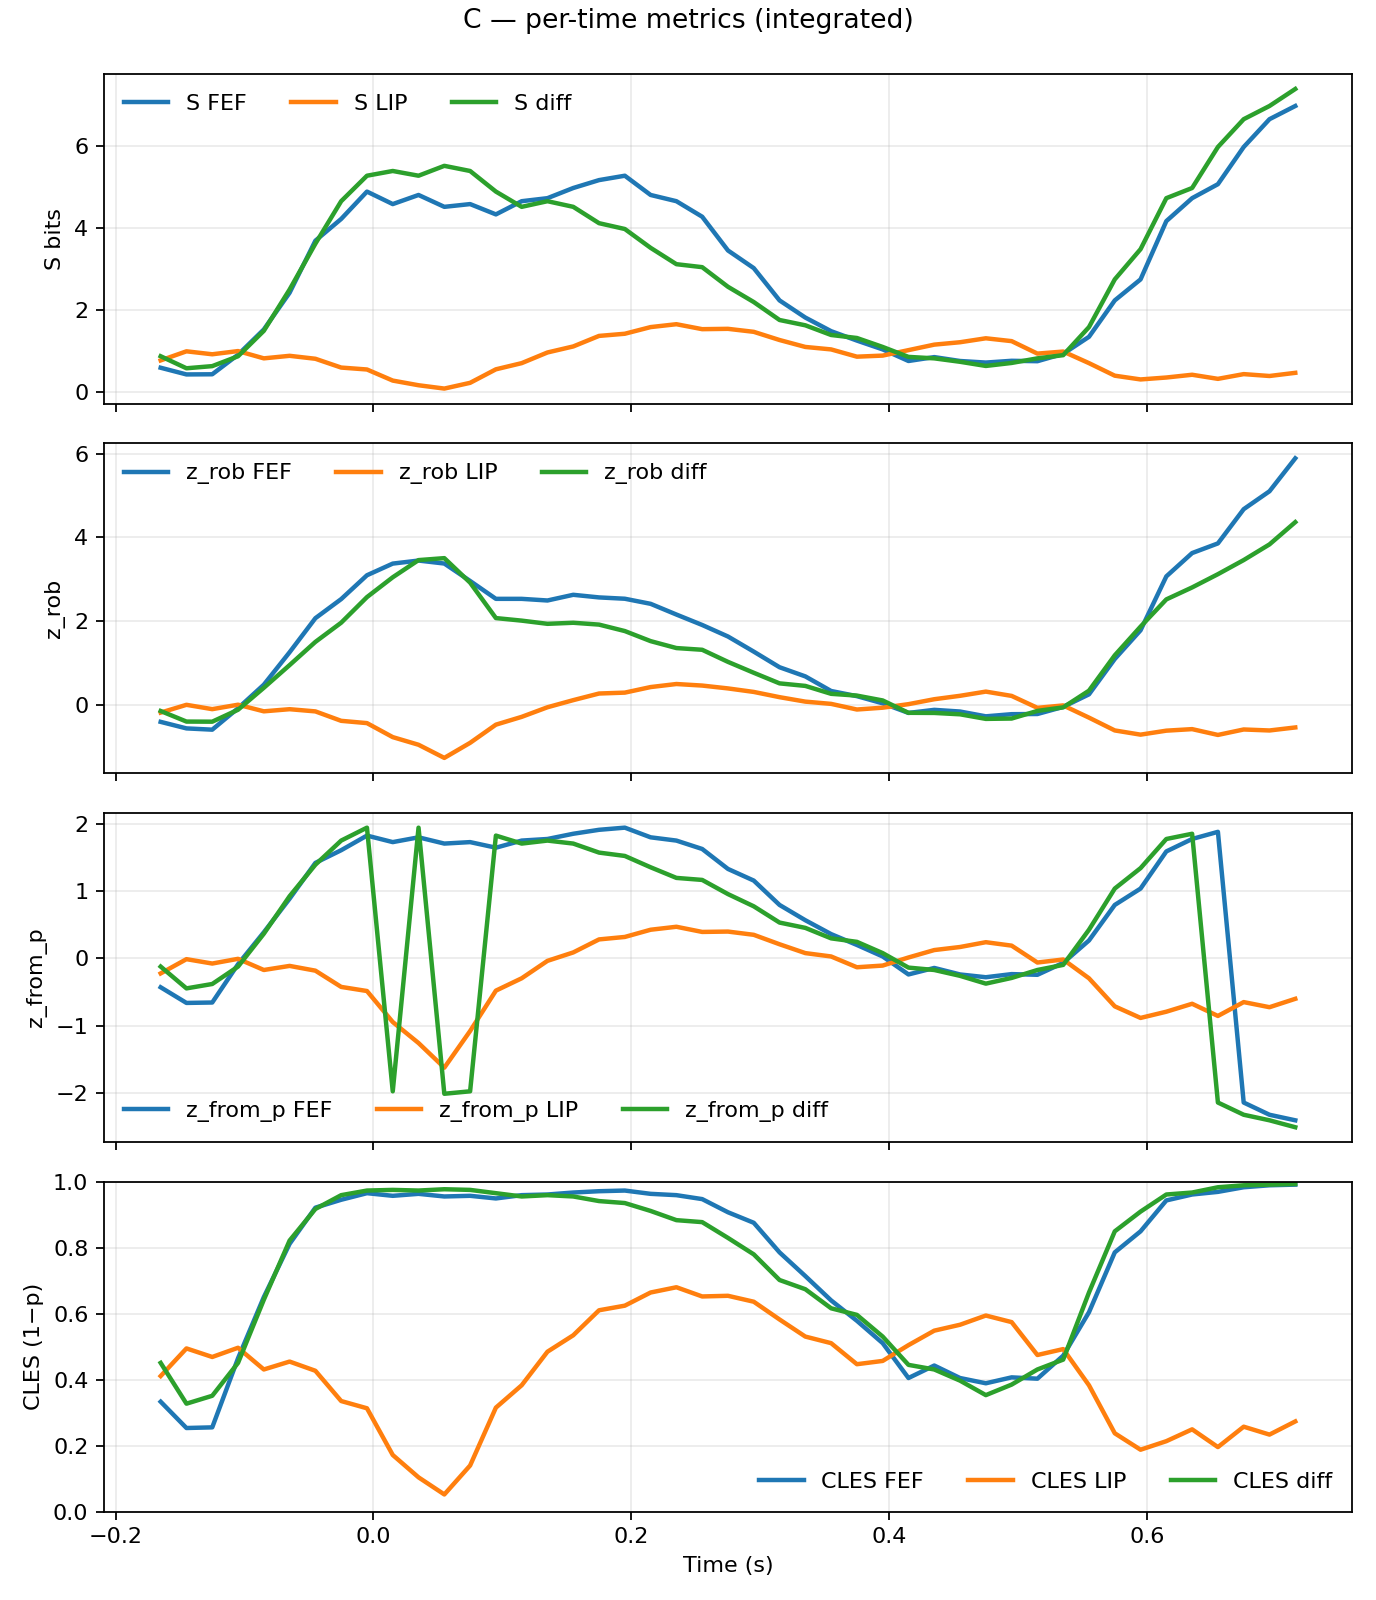 C — per-time metrics (integrated)
S FEF S LIP S diff
6
4
2
0
S bits
z_rob FEF z_rob LIP z_rob diff
6
4
2
0
z_rob
2
1
0
−1
−2
z_from_p
z_from_p FEF z_from_p LIP z_from_p diff
1.0
0.8
0.6
0.4
0.2
0.0
CLES (1−p)
CLES FEF CLES LIP CLES diff
−0.2 0.0 0.2 0.4 0.6
Time (s)